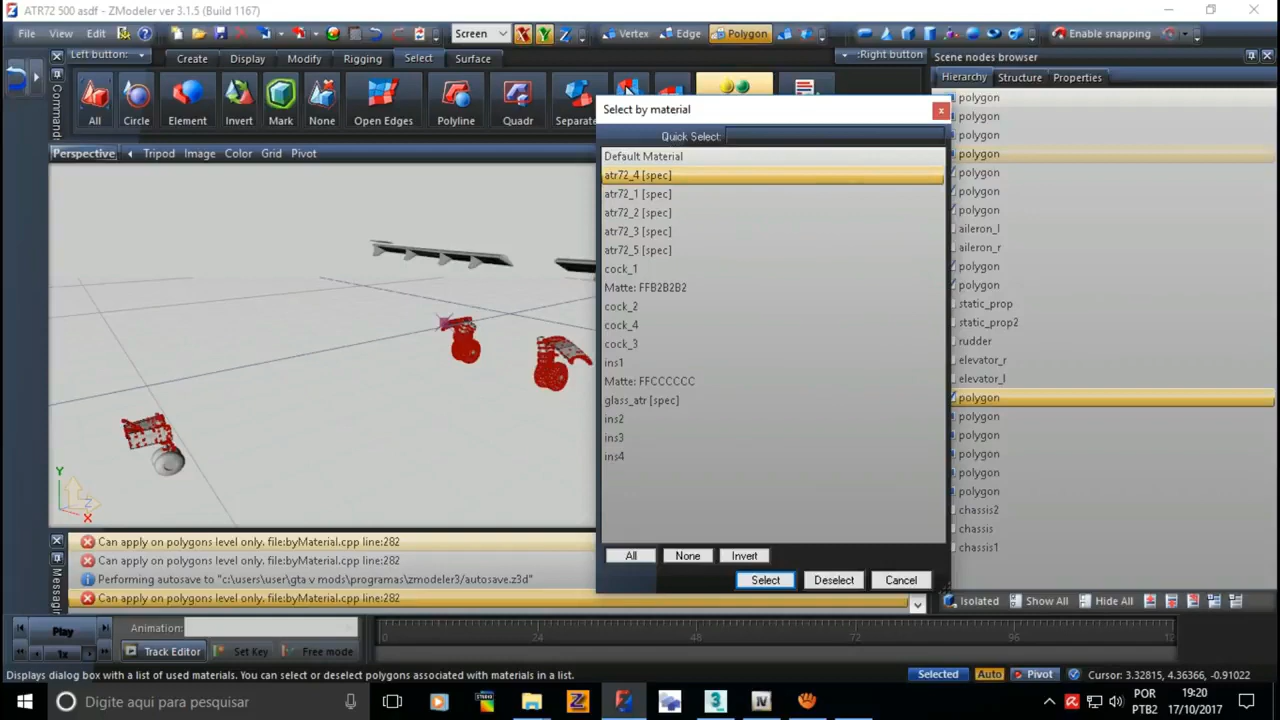 ATR72 500 asdf - ZModeler ver 3.1.5 (Build 1167)
File View Edit Screen X Y Z Vertex Edge Polygon Enable snapping
Left button: Create Display Modify Rigging Select Surface :Right button
Commands
All Circle Element Invert Mark None Open Edges Polyline Quadr Separate
Perspective Tripod Image Color Grid Pivot
Y
Z
X
Select by material
Quick Select:
Default Material
atr72_4 [spec]
atr72_1 [spec]
atr72_2 [spec]
atr72_3 [spec]
atr72_5 [spec]
cock_1
Matte: FFB2B2B2
cock_2
cock_4
cock_3
ins1
Matte: FFCCCCCC
glass_atr [spec]
ins2
ins3
ins4
All None Invert
Select Deselect Cancel
Scene nodes browser
Hierarchy Structure Properties
polygon
polygon
polygon
polygon
polygon
polygon
polygon
aileron_l
aileron_r
polygon
polygon
static_prop
static_prop2
rudder
elevator_r
elevator_l
polygon
polygon
polygon
polygon
polygon
polygon
chassis2
chassis
chassis1
Isolated Show All Hide All
Can apply on polygons level only. file:byMaterial.cpp line:282
Can apply on polygons level only. file:byMaterial.cpp line:282
Performing autosave to "c:\users\user\gta v mods\programas\zmodeler3/autosave.z3d"
Can apply on polygons level only. file:byMaterial.cpp line:282
Play Animation:
1x Track Editor Set Key Free mode
0 24 48 72 96 12
Displays dialog box with a list of used materials. You can select or deselect polygons associated with materials in a list.
Selected Auto Pivot Cursor: 3.32815, 4.36366, -0.91022
Digite aqui para pesquisar
POR
PTB2
19:20
17/10/2017